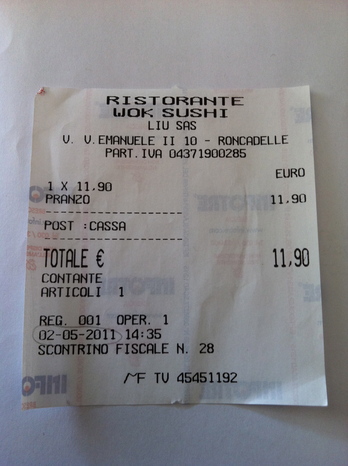 RISTORANTE
WOK SUSHI
LIU SAS
V. V.EMANUELE II 10 - RONCADELLE
PART.IVA 04371900285
EURO
1 X 11,90
PRANZO 11,90
POST :CASSA
TOTALE € 11,90
CONTANTE
ARTICOLI 1
REG. 001 OPER. 1
02-05-2011 14:35
SCONTRINO FISCALE N. 28
MF TV 45451192